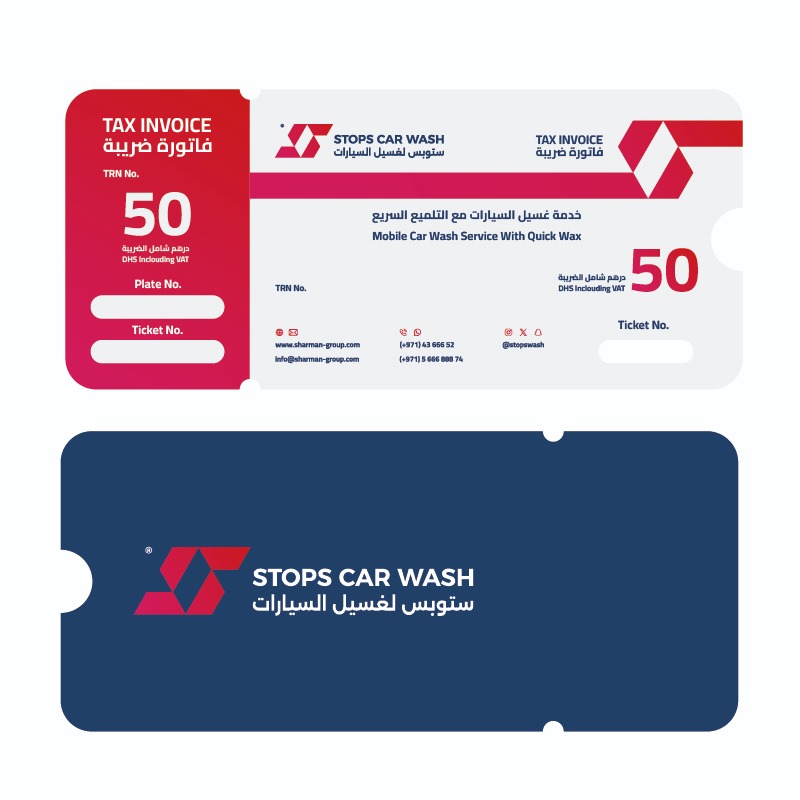 TAX INVOICE
فاتورة ضريبة
TRN No.
50
درهم شامل الضريبة
DHS Inclouding VAT
Plate No.
Ticket No.
STOPS CAR WASH
ستوبس لغسيل السيارات
TAX INVOICE
فاتورة ضريبة
خدمة غسيل السيارات مع التلميع السريع
Mobile Car Wash Service With Quick Wax
درهم شامل الضريبة
DHS Inclouding VAT
50
TRN No.
Ticket No.
www.sharman-group.com
info@sharman-group.com
(+971) 43 666 52
(+971) 5 666 888 74
@stopswash
®
STOPS CAR WASH
ستوبس لغسيل السيارات